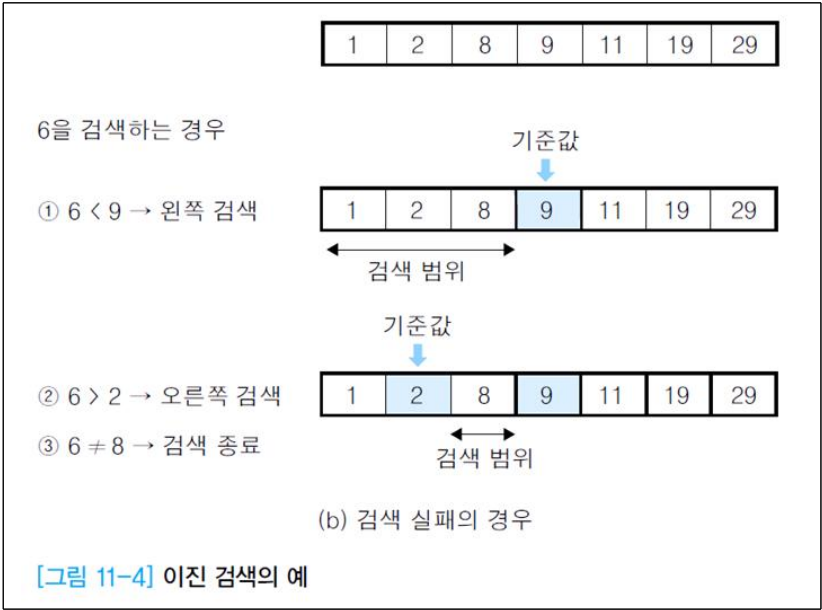 1 2 8 9 11 19 29
6을 검색하는 경우
기준값
① 6 < 9 → 왼쪽 검색
1 2 8 9 11 19 29
검색 범위
기준값
② 6 > 2 → 오른쪽 검색
1 2 8 9 11 19 29
③ 6 ≠ 8 → 검색 종료
검색 범위
(b) 검색 실패의 경우
[그림 11-4] 이진 검색의 예